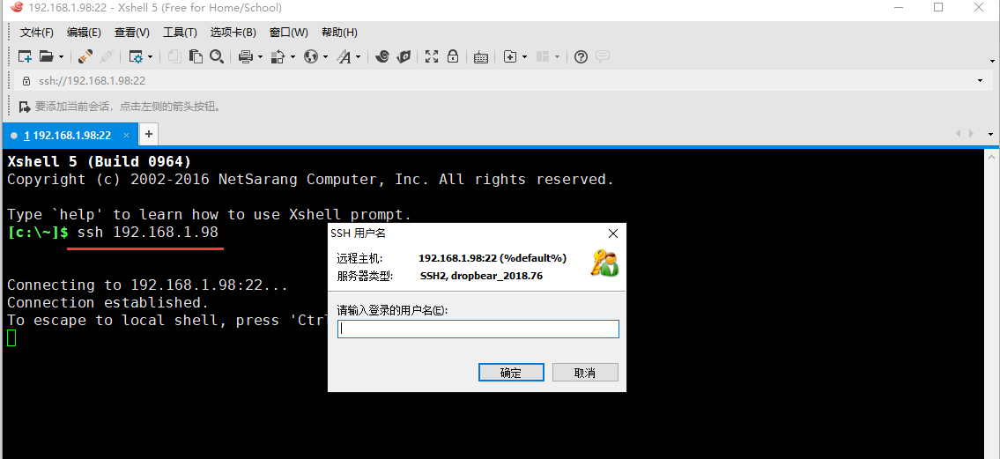 192.168.1.98:22 - Xshell 5 (Free for Home/School)
文件(F) 编辑(E) 查看(V) 工具(T) 选项卡(B) 窗口(W) 帮助(H)
ssh://192.168.1.98:22
要添加当前会话，点击左侧的箭头按钮。
1 192.168.1.98:22 × +
Xshell 5 (Build 0964)
Copyright (c) 2002-2016 NetSarang Computer, Inc. All rights reserved.
Type `help' to learn how to use Xshell prompt.
[c:\~]$ ssh 192.168.1.98
Connecting to 192.168.1.98:22...
Connection established.
To escape to local shell, press 'Ctrl
SSH 用户名
远程主机: 192.168.1.98:22 (%default%)
服务器类型: SSH2, dropbear_2018.76
请输入登录的用户名(E):
确定 取消